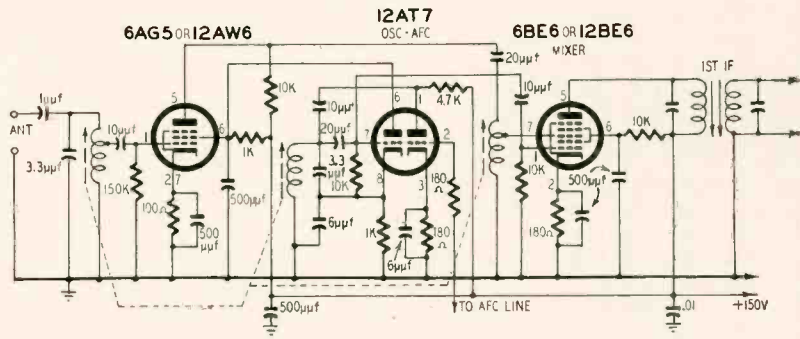 12AT7
OSC-AFC
6AG5 OR 12AW6
6BE6 OR 12BE6
MIXER
1ST IF
1μμf
ANT
3.3μμf
10μμf
150K
5
1
6
2 7
100Ω
500
μμf
10K
1K
500μμf
500μμf
10μμf
20μμf
3.3
μμf
10K
6μμf
6
1
7
2
8
3
4.7K
1K
6μμf
180
Ω
180
Ω
20μμf
10μμf
10K
5
7
1
6
2
180Ω
500μμf
10K
TO AFC LINE
.01
+150V